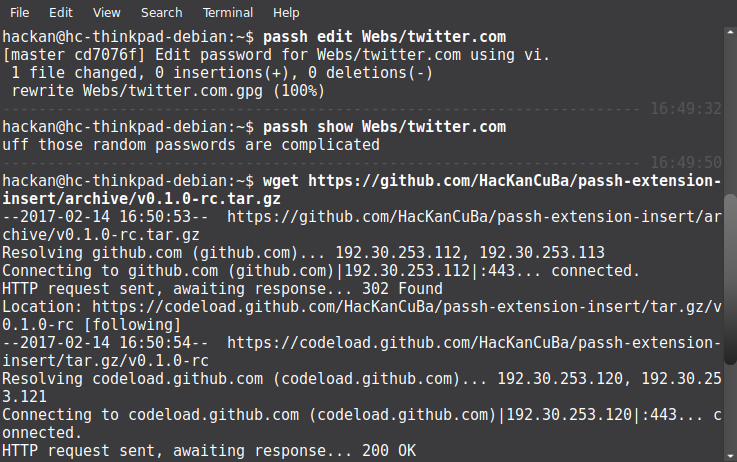 File Edit View Search Terminal Help
hackan@hc-thinkpad-debian:~$ passh edit Webs/twitter.com
[master cd7076f] Edit password for Webs/twitter.com using vi.
 1 file changed, 0 insertions(+), 0 deletions(-)
 rewrite Webs/twitter.com.gpg (100%)
----------------------------------------------------------------------- 16:49:32
hackan@hc-thinkpad-debian:~$ passh show Webs/twitter.com
uff those random passwords are complicated
----------------------------------------------------------------------- 16:49:50
hackan@hc-thinkpad-debian:~$ wget https://github.com/HacKanCuBa/passh-extension-
insert/archive/v0.1.0-rc.tar.gz
--2017-02-14 16:50:53--  https://github.com/HacKanCuBa/passh-extension-insert/ar
chive/v0.1.0-rc.tar.gz
Resolving github.com (github.com)... 192.30.253.112, 192.30.253.113
Connecting to github.com (github.com)|192.30.253.112|:443... connected.
HTTP request sent, awaiting response... 302 Found
Location: https://codeload.github.com/HacKanCuBa/passh-extension-insert/tar.gz/v
0.1.0-rc [following]
--2017-02-14 16:50:54--  https://codeload.github.com/HacKanCuBa/passh-extension-
insert/tar.gz/v0.1.0-rc
Resolving codeload.github.com (codeload.github.com)... 192.30.253.120, 192.30.25
3.121
Connecting to codeload.github.com (codeload.github.com)|192.30.253.120|:443... c
onnected.
HTTP request sent, awaiting response... 200 OK